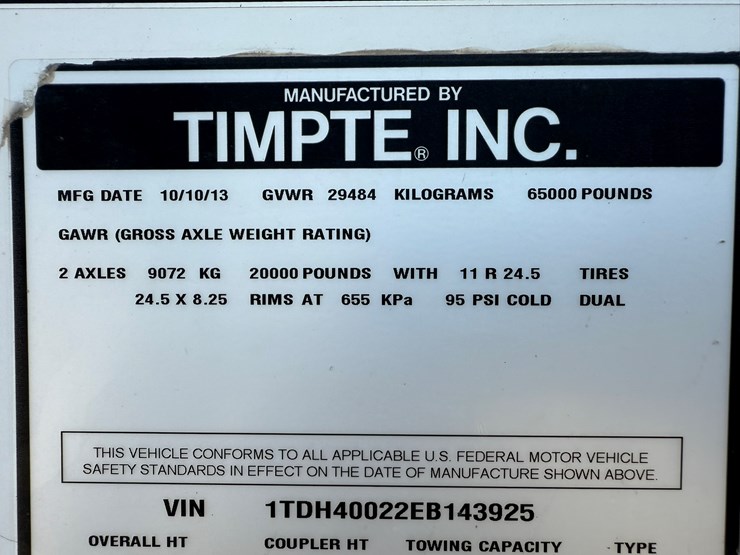 MANUFACTURED BY
TIMPTE® INC.
MFG DATE 10/10/13 GVWR 29484 KILOGRAMS 65000 POUNDS
GAWR (GROSS AXLE WEIGHT RATING)
2 AXLES 9072 KG 20000 POUNDS WITH 11 R 24.5 TIRES
24.5 X 8.25 RIMS AT 655 KPa 95 PSI COLD DUAL
THIS VEHICLE CONFORMS TO ALL APPLICABLE U.S. FEDERAL MOTOR VEHICLE
SAFETY STANDARDS IN EFFECT ON THE DATE OF MANUFACTURE SHOWN ABOVE.
VIN 1TDH40022EB143925
OVERALL HT COUPLER HT TOWING CAPACITY TYPE